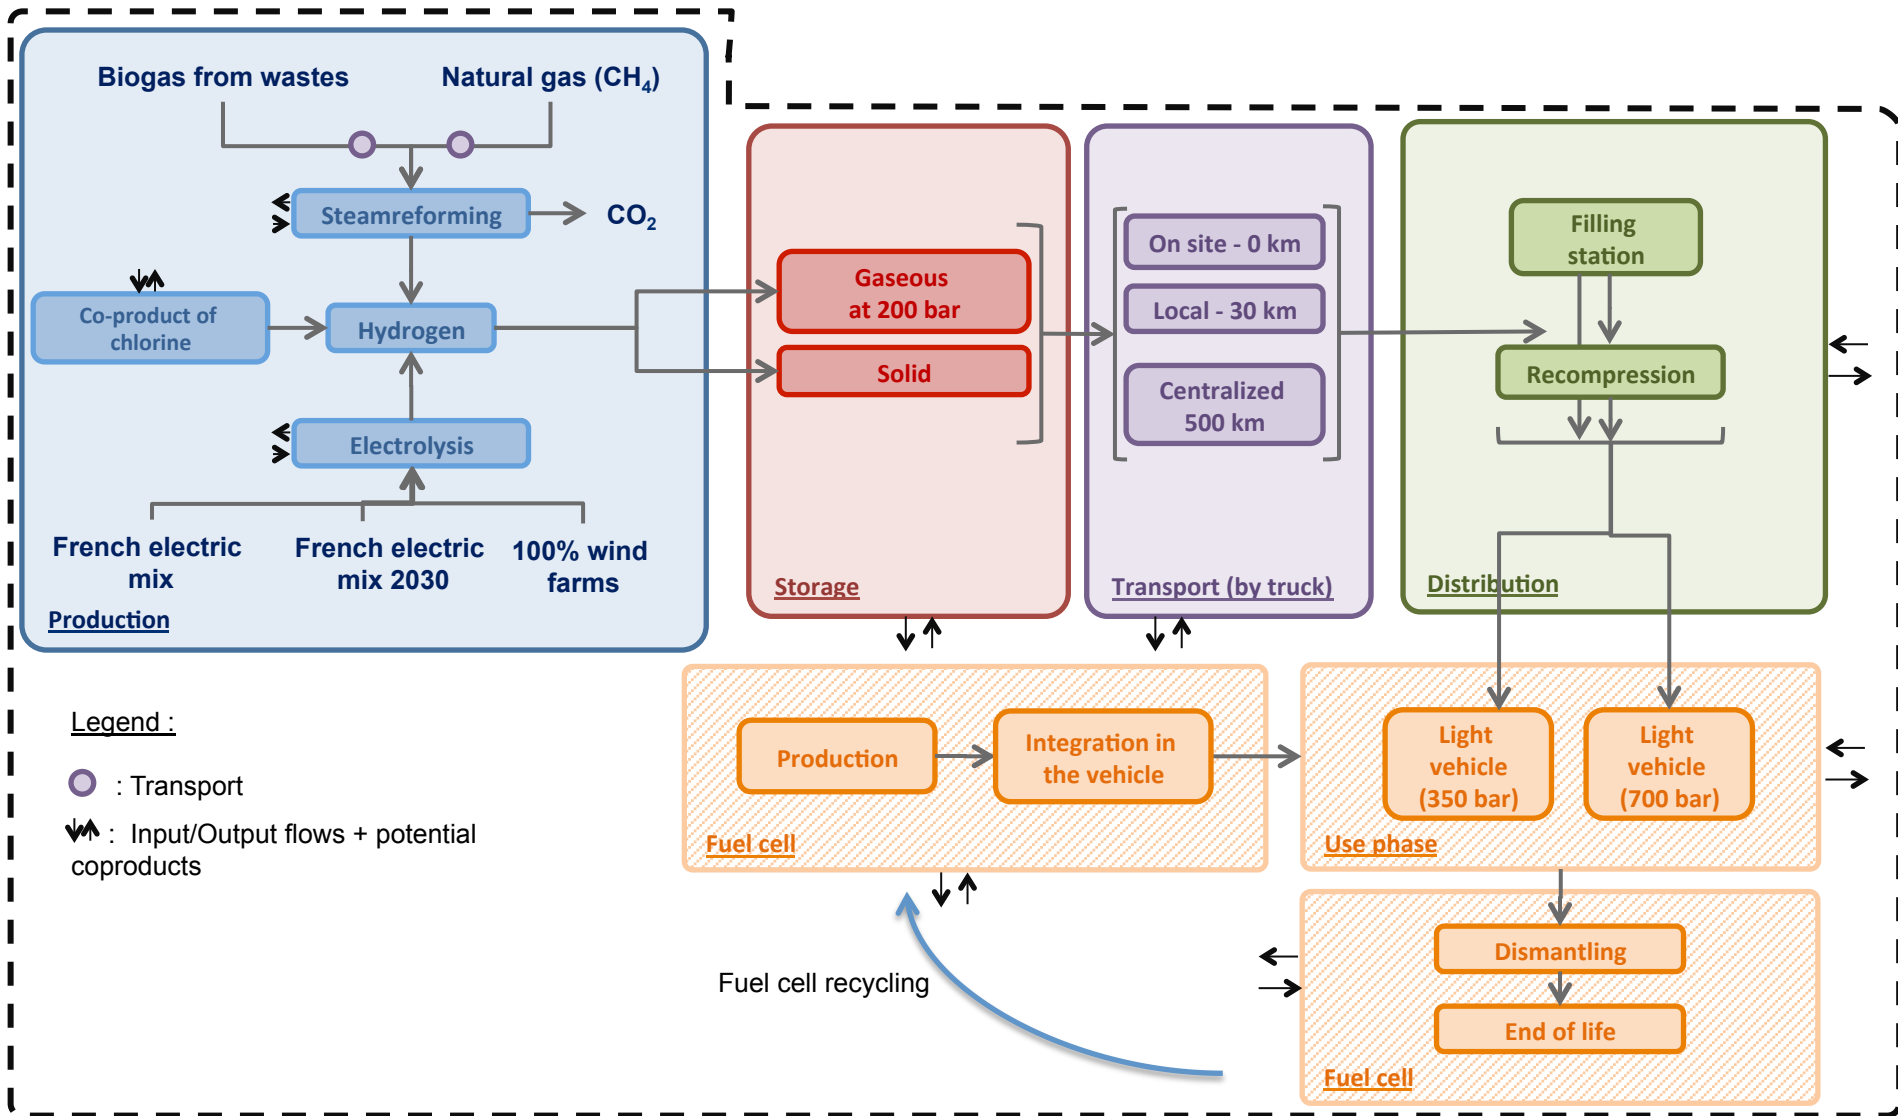 Biogas from wastes
Natural gas (CH4)
Steamreforming
CO2
Co-product of
chlorine
Hydrogen
Electrolysis
French electric
mix
French electric
mix 2030
100% wind
farms
Production
Gaseous
at 200 bar
Solid
Storage
On site - 0 km
Local - 30 km
Centralized
500 km
Transport (by truck)
Filling
station
Recompression
Distribution
Legend :
: Transport
: Input/Output flows + potential
coproducts
Production
Integration in
the vehicle
Fuel cell
Light
vehicle
(350 bar)
Light
vehicle
(700 bar)
Use phase
Fuel cell recycling
Dismantling
End of life
Fuel cell